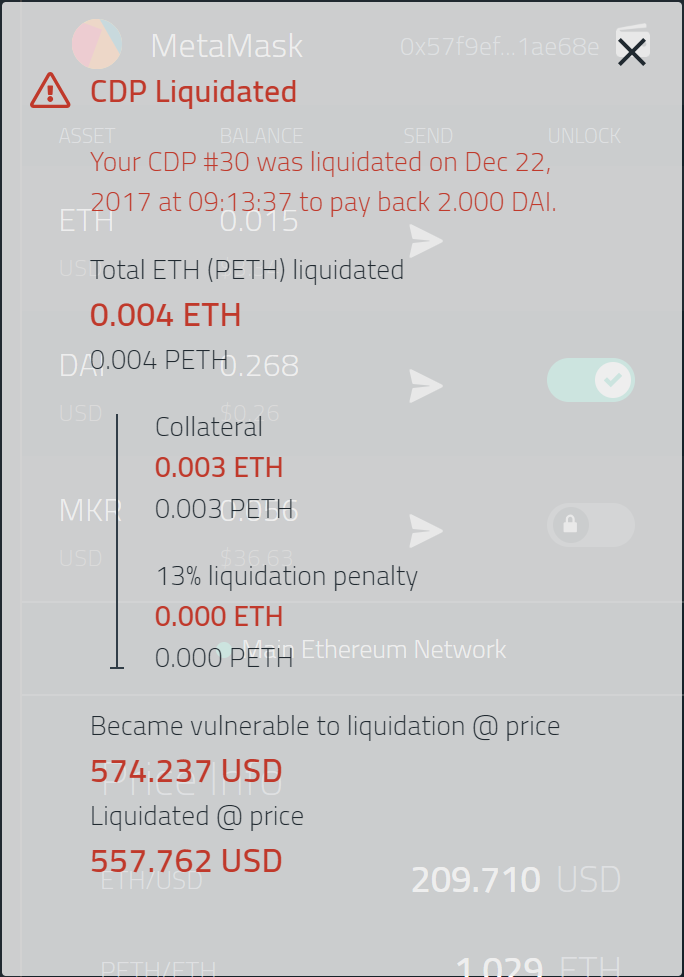 MetaMask 0x57f9ef...1ae68e
CDP Liquidated
ASSET BALANCE SEND UNLOCK
Your CDP #30 was liquidated on Dec 22,
2017 at 09:13:37 to pay back 2.000 DAI.
ETH 0.015
USD
Total ETH (PETH) liquidated
0.004 ETH
0.004 PETH
DAI 0.268
USD $0.26
Collateral
0.003 ETH
0.003 PETH
MKR
USD $36.63
13% liquidation penalty
0.000 ETH
0.000 PETH
Main Ethereum Network
Became vulnerable to liquidation @ price
574.237 USD
Price Info
Liquidated @ price
557.762 USD
ETH/USD 209.710 USD
PETH/ETH 1.029 ETH